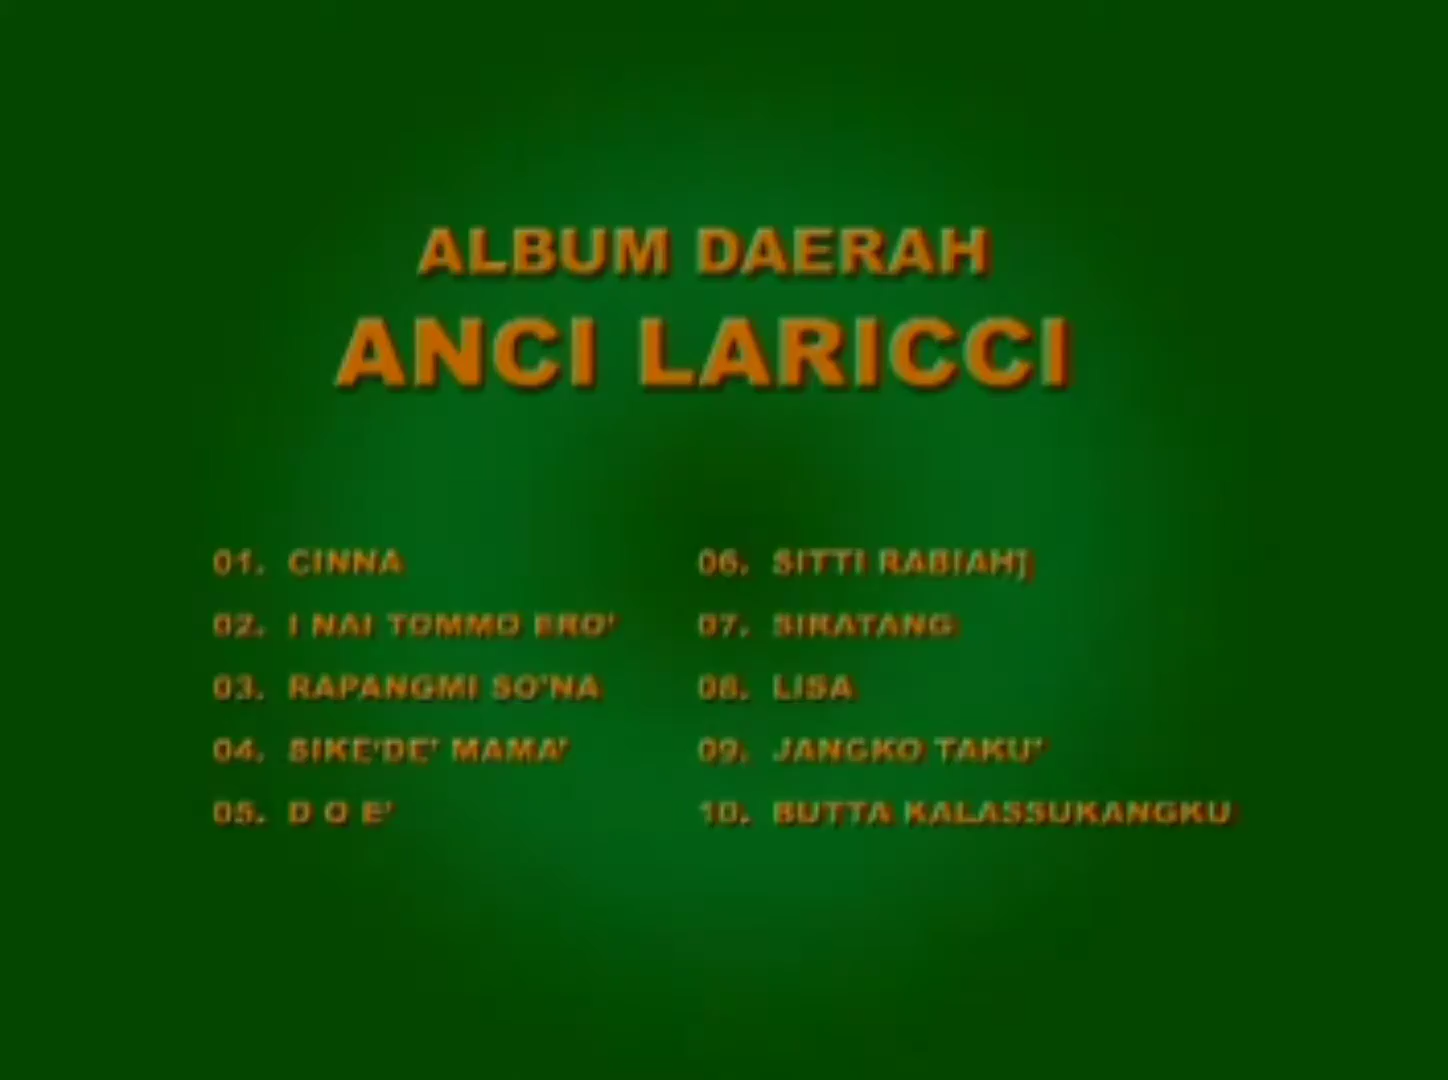 ALBUM DAERAH
ANCI LARICCI
01. CINNA
02. I NAI TOMMO ERO'
03. RAPANGMI SO'NA
04. SIKE'DE' MAMA'
05. D O E'
06. SITTI RABIAH]
07. SIRATANG
08. LISA
09. JANGKO TAKU'
10. BUTTA KALASSUKANGKU